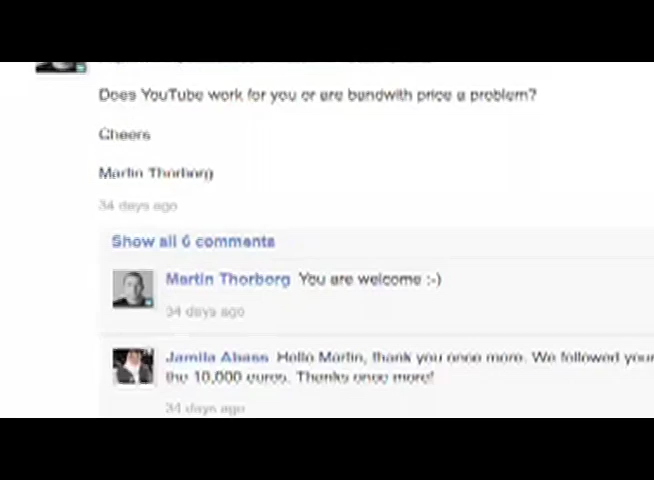 Does YouTube work for you or are bandwith price a problem?
Cheers
Martin Thorborg
34 days ago
Show all 6 comments
Martin Thorborg You are welcome :-)
34 days ago
Jamila Abass Hello Martin, thank you once more. We followed your
the 10,000 euros. Thanks once more!
34 days ago